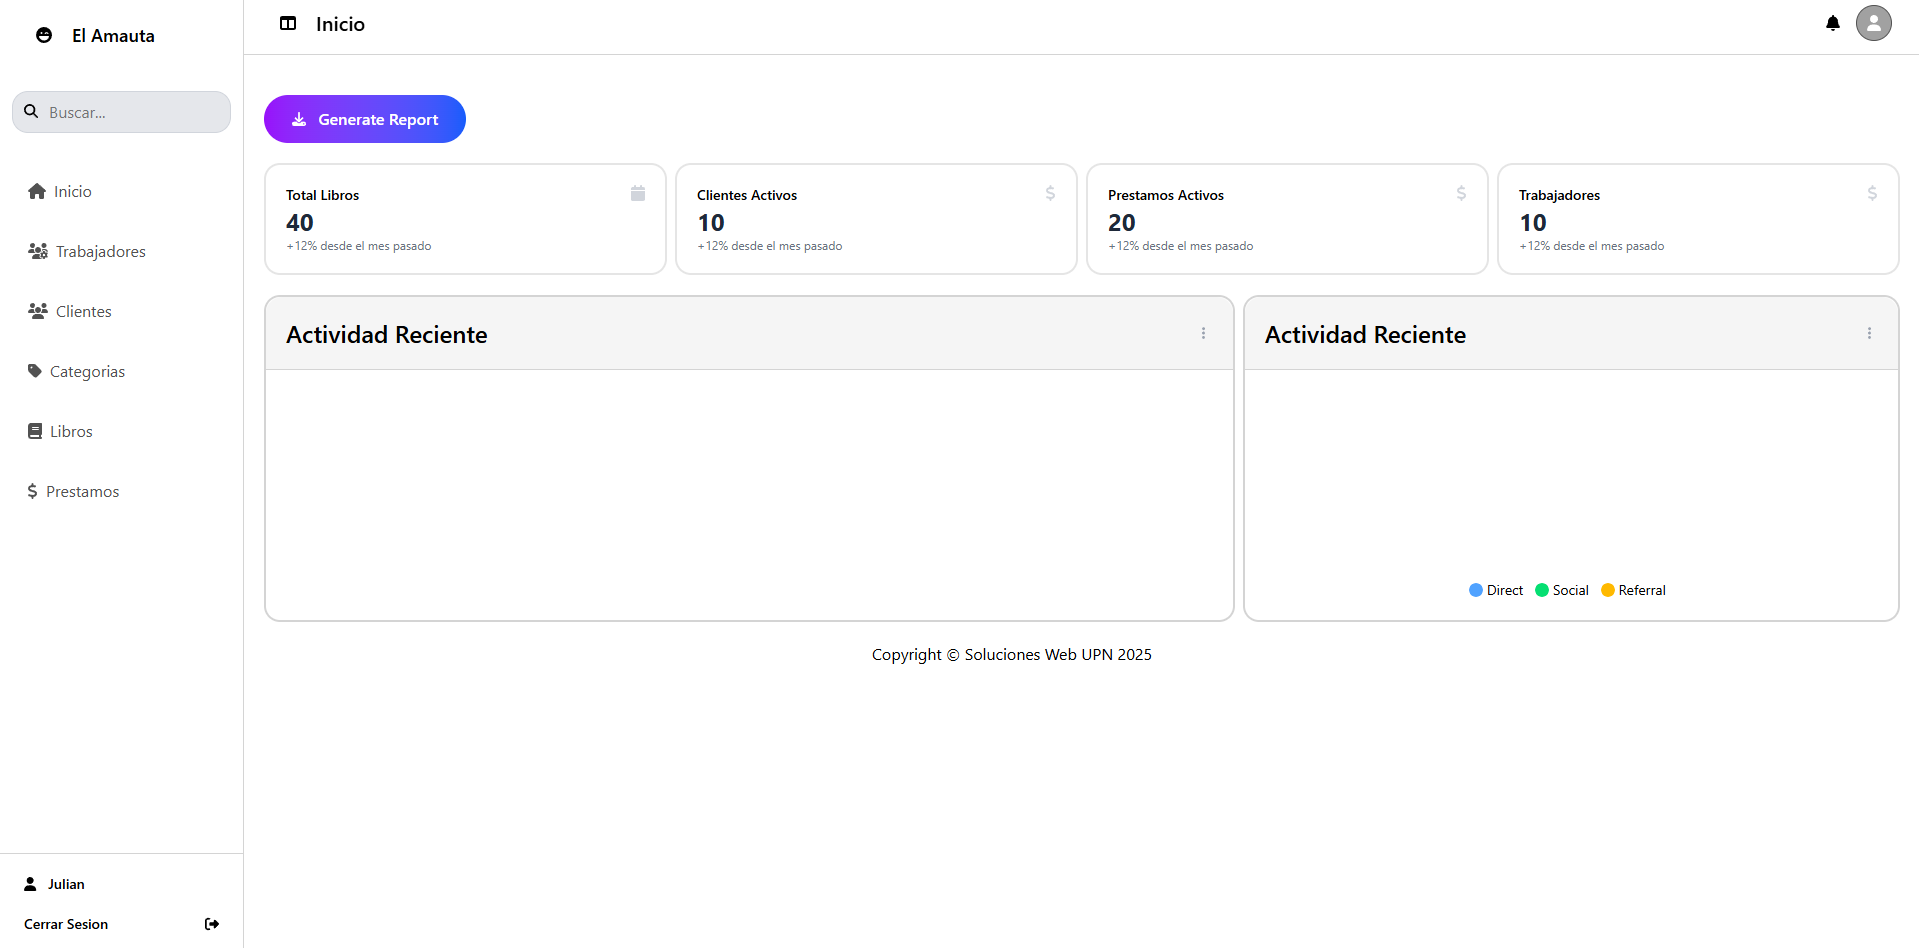 El Amauta
Buscar...
Inicio
Trabajadores
Clientes
Categorias
Libros
Prestamos
Julian
Cerrar Sesion
Inicio
Generate Report
Total Libros
40
+12% desde el mes pasado
Clientes Activos
10
+12% desde el mes pasado
Prestamos Activos
20
+12% desde el mes pasado
Trabajadores
10
+12% desde el mes pasado
Actividad Reciente
Actividad Reciente
Direct Social Referral
Copyright © Soluciones Web UPN 2025